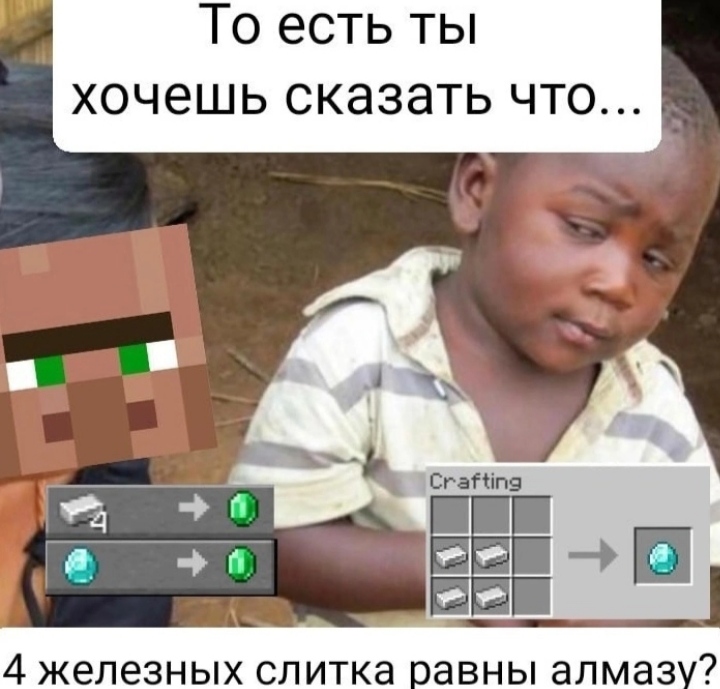 То есть ты
хочешь сказать что...
Crafting
4
4 железных слитка равны алмазу?